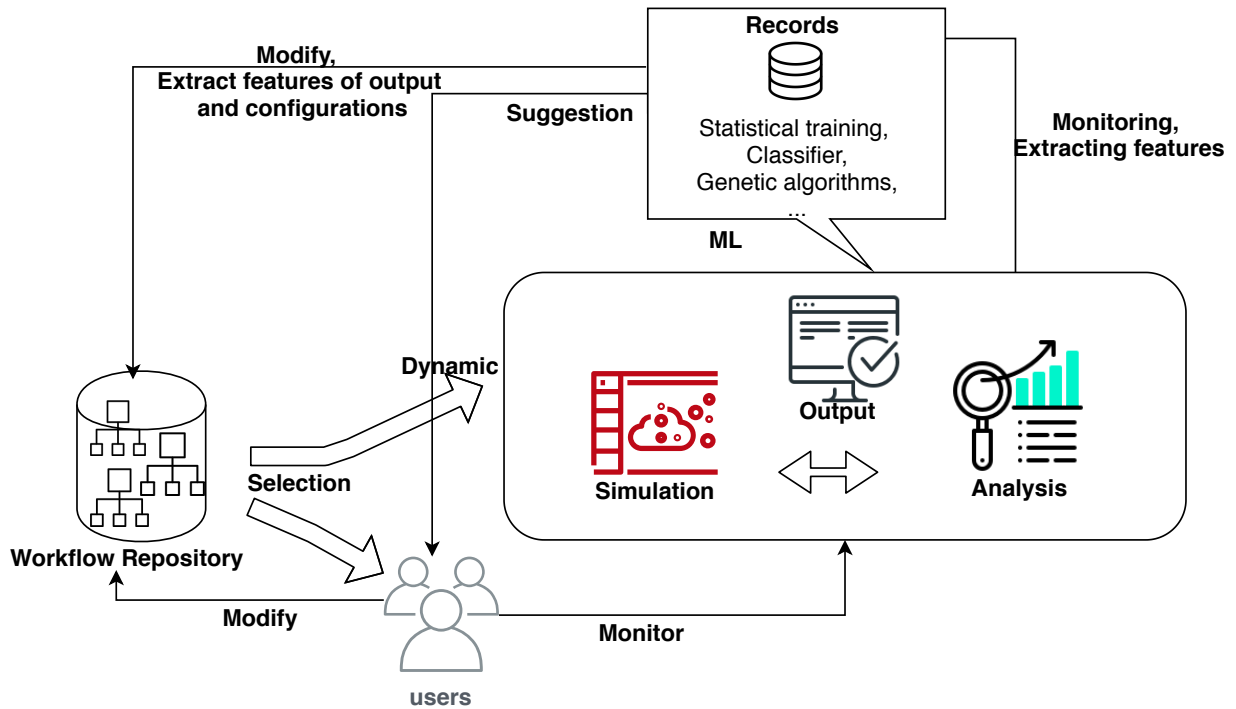 Records
Modify,
Extract features of output
and configurations
Suggestion
Statistical training,
Classifier,
Genetic algorithms,
...
Monitoring,
Extracting features
ML
Dynamic
Output
Selection
Simulation
Analysis
Workflow Repository
Modify
Monitor
users